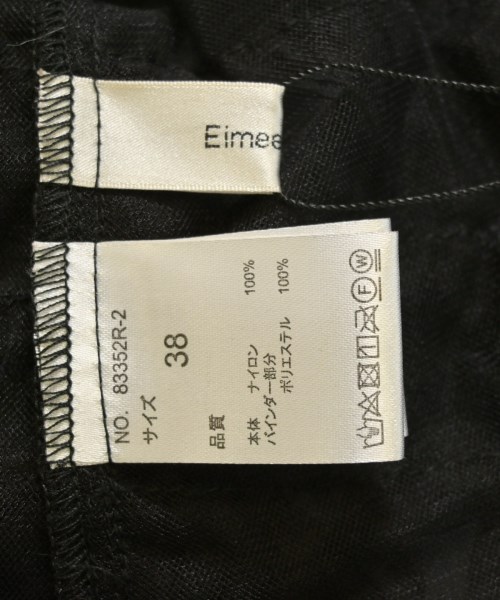 Eimee
NO. 83352R-2
サイズ
38
品質
本体 ナイロン 100%
バインダー部分
ポリエステル 100%
F W